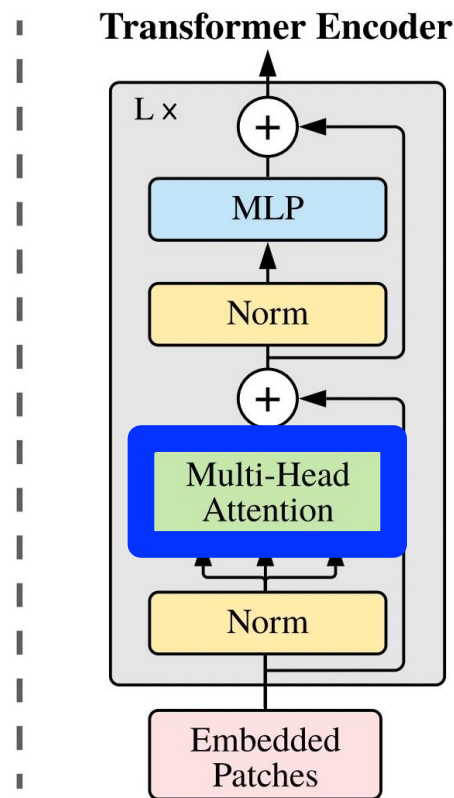 Transformer Encoder
L ×
+
MLP
Norm
+
Multi-Head
Attention
Norm
Embedded
Patches